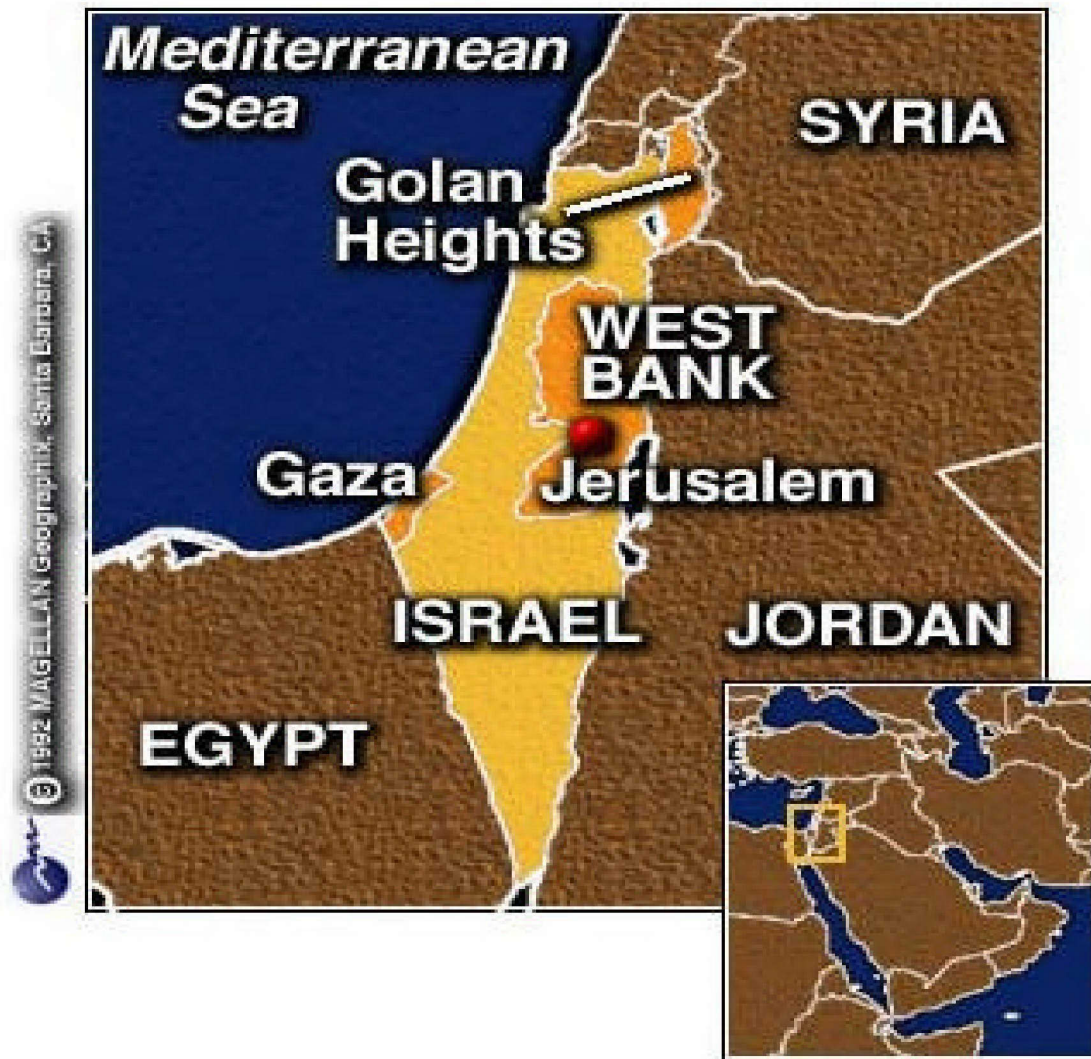 Mediterranean
Sea
SYRIA
Golan
Heights
WEST
BANK
Gaza
Jerusalem
ISRAEL
JORDAN
EGYPT
© 1992 MAGELLAN Geographix, Santa Barbara, CA